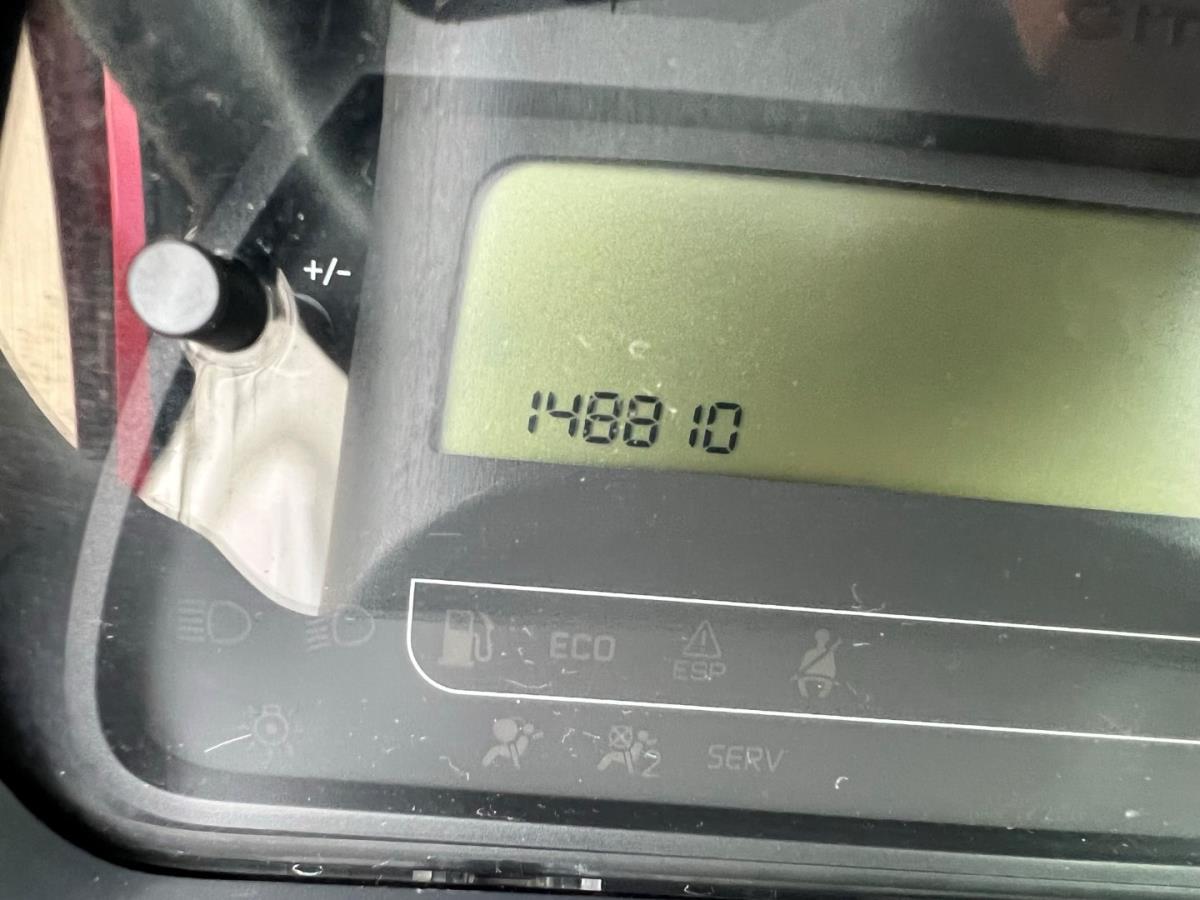 +/-
148810
ECO
ESP
2
SERV